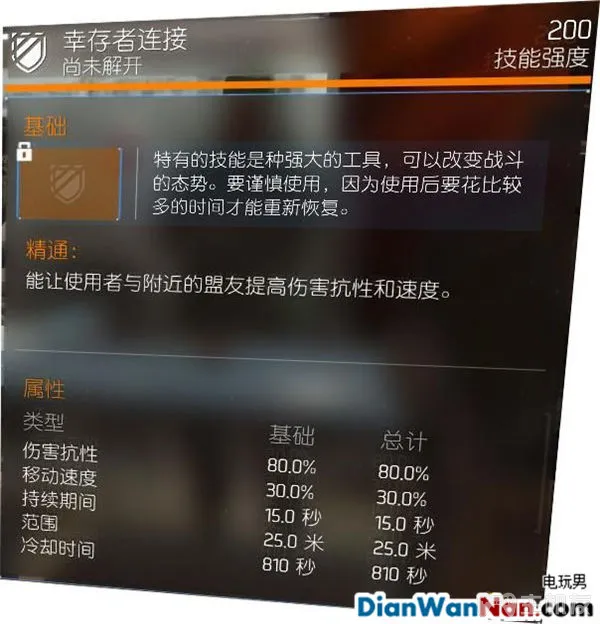 幸存者连接
尚未解开
200
技能强度
基础
特有的技能是种强大的工具，可以改变战斗
的态势。要谨慎使用，因为使用后要花比较
多的时间才能重新恢复。
精通：
能让使用者与附近的盟友提高伤害抗性和速度。
属性
类型 基础 总计
伤害抗性 80.0% 80.0%
移动速度 30.0% 30.0%
持续期间 15.0 秒 15.0 秒
范围 25.0 米 25.0 米
冷却时间 810 秒 810 秒
电玩男
DianWanNan.com